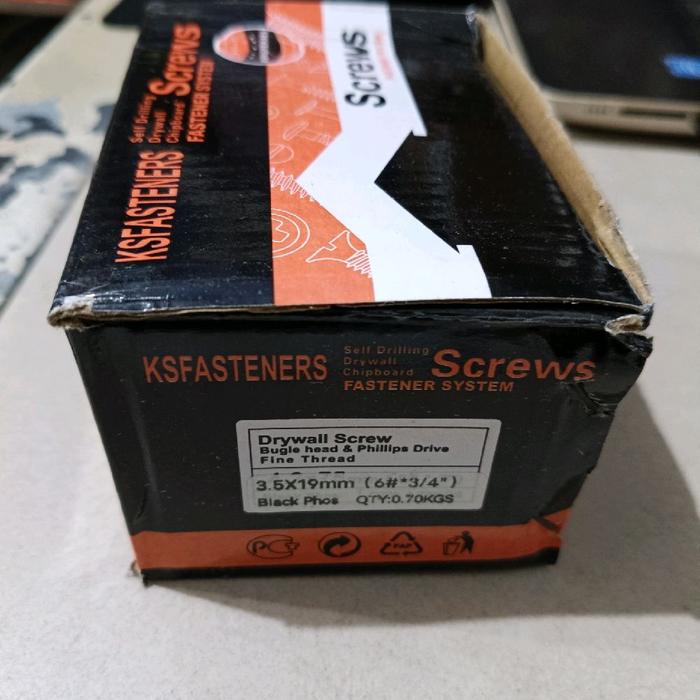 KSFASTENERS
Self Drilling
Drywall
Chipboard
Screws
FASTENER SYSTEM
Screws
KSFASTENERS
Self Drilling
Drywall
Chipboard
Screws
FASTENER SYSTEM
Drywall Screw
Bugle head & Phillips Drive
Fine Thread
3.5X19mm (6#*3/4")
Black Phos QTY:0.70KGS
PAP